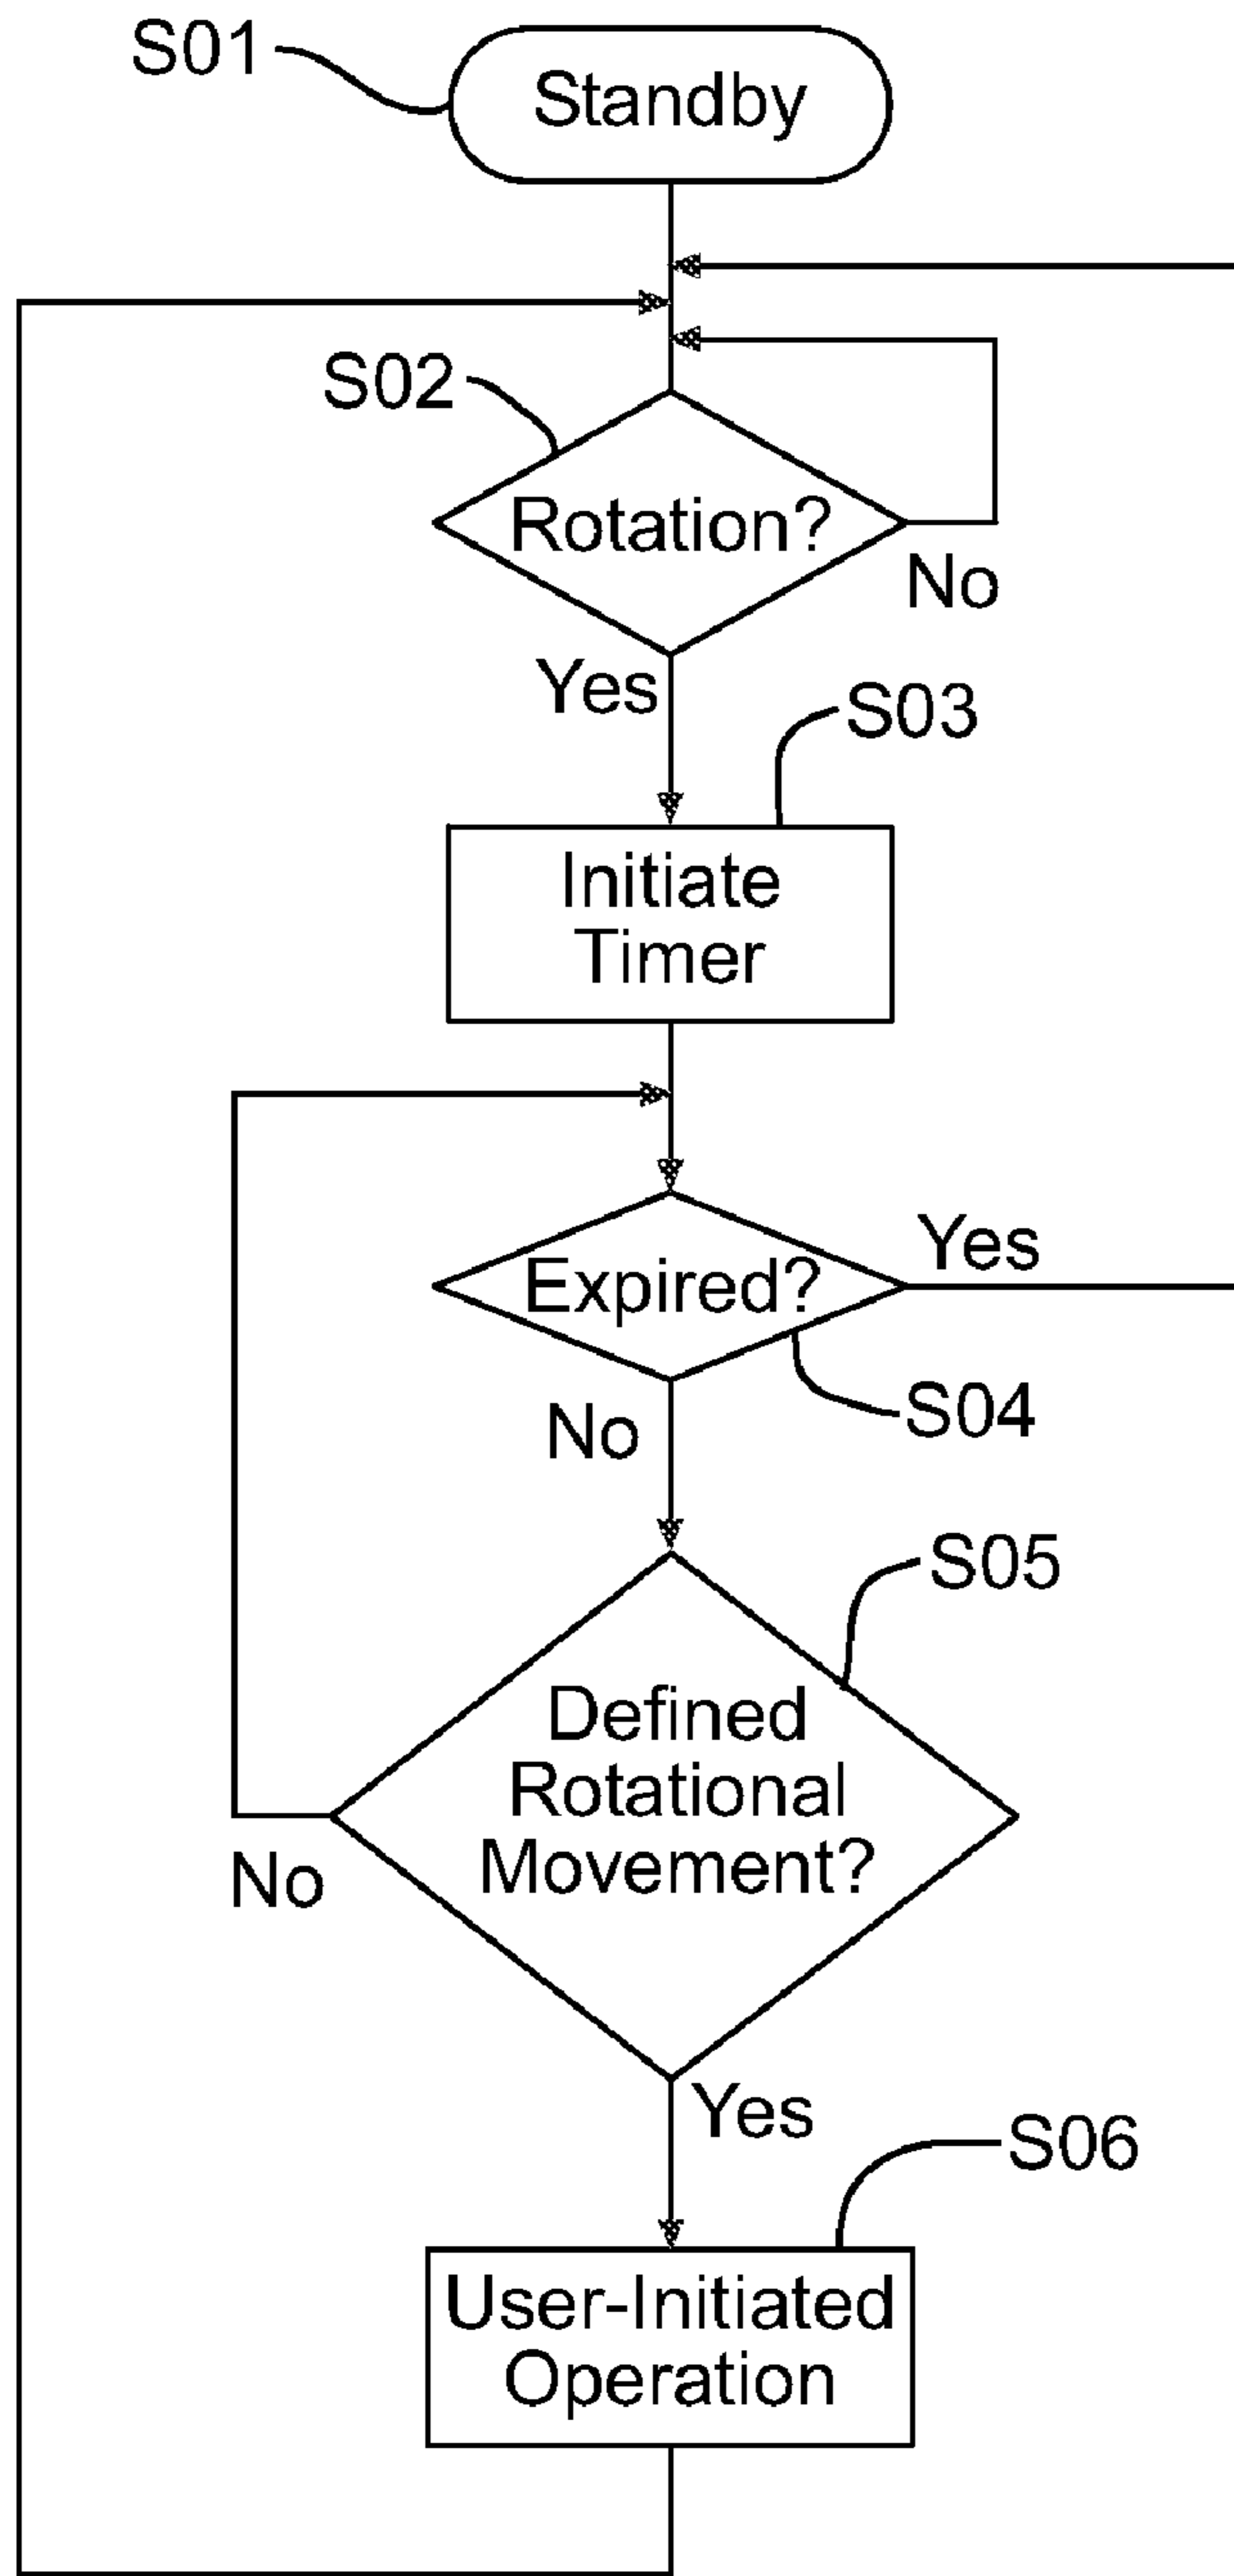 S01
Standby
S02
Rotation?
No
Yes
S03
Initiate
Timer
Expired?
Yes
No
S04
S05
Defined
Rotational
Movement?
No
Yes
S06
User-Initiated
Operation